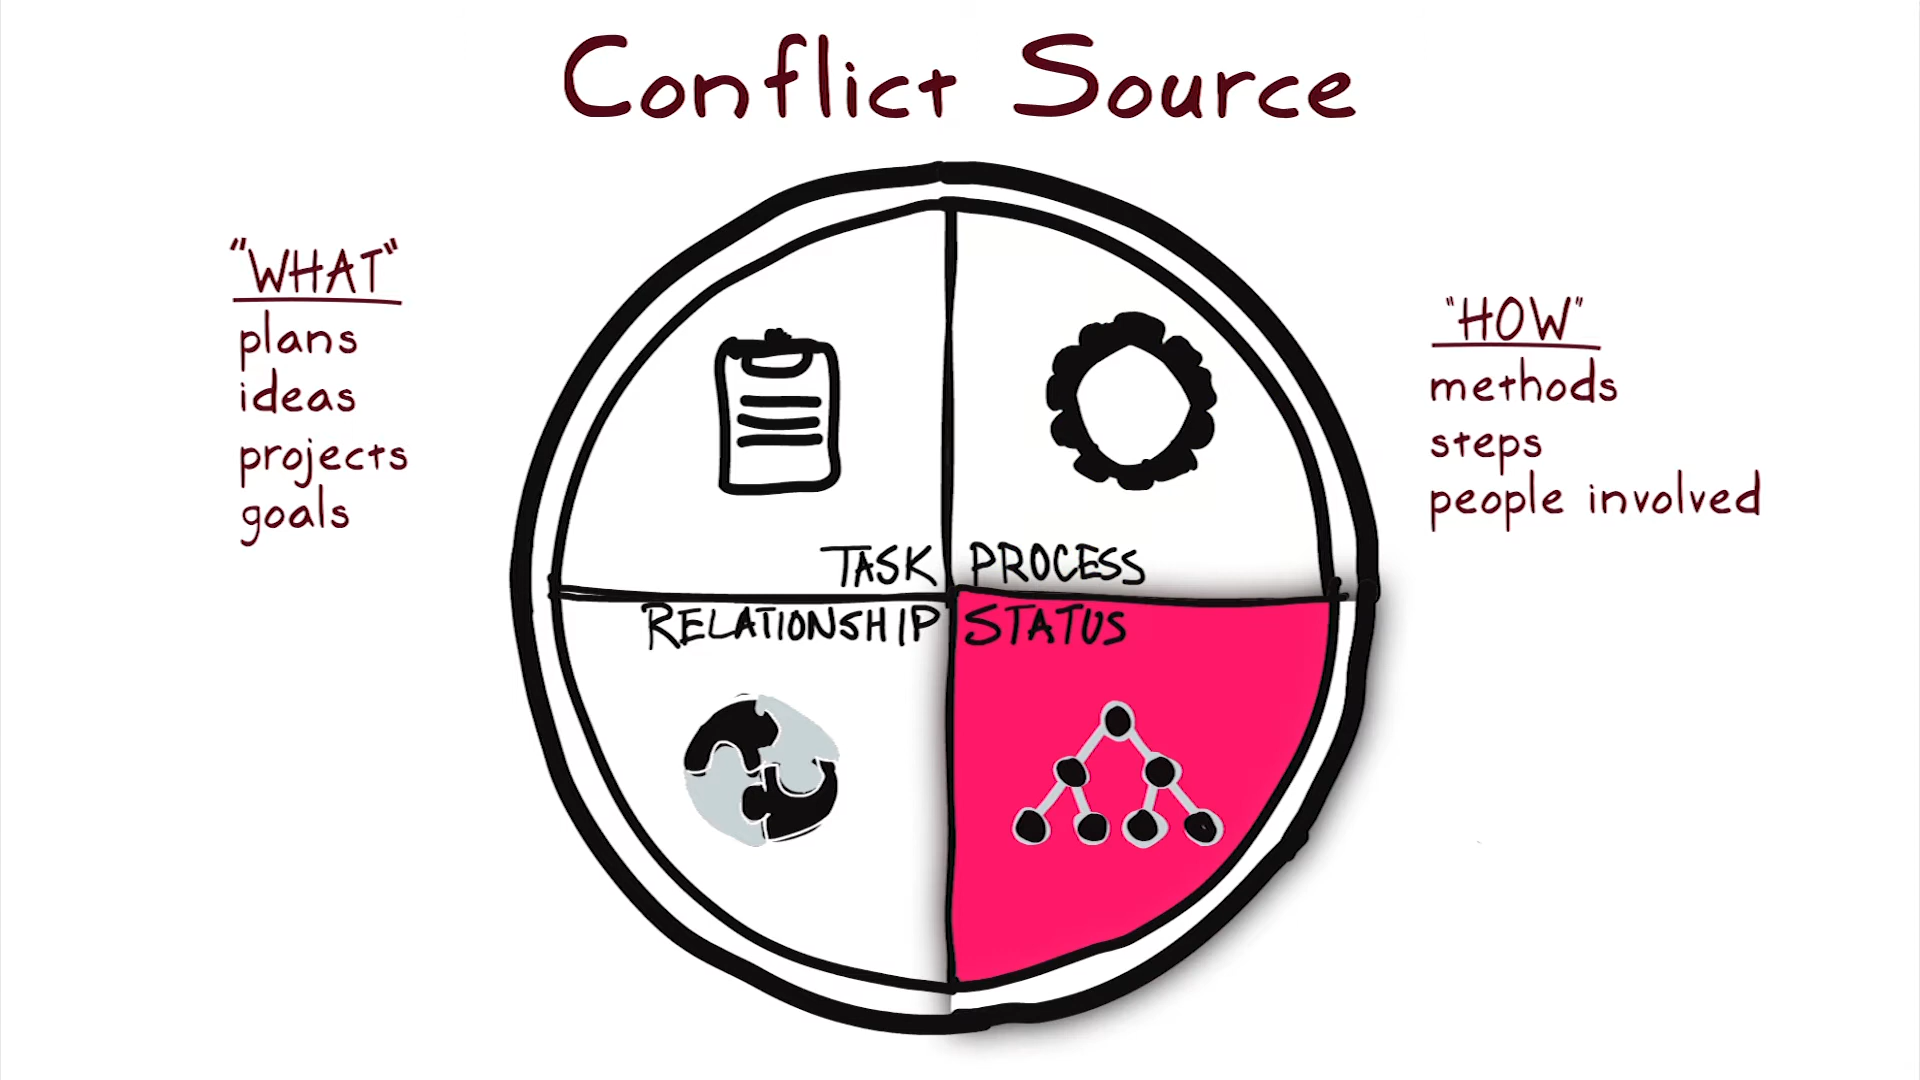 Conflict Source
"WHAT"
plans
ideas
projects
goals
"HOW"
methods
steps
people involved
TASK
PROCESS
RELATIONSHIP
STATUS